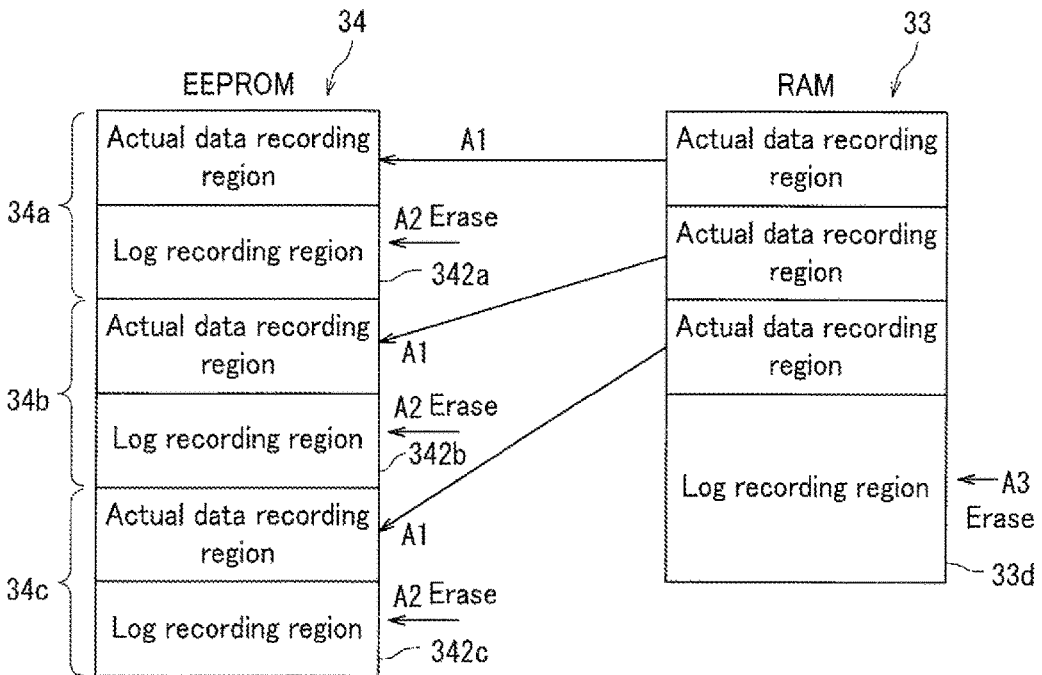 34
33
EEPROM
RAM
Actual data recording
region
A1
Actual data recording
region
34a
A2 Erase
Actual data recording
region
Log recording region
342a
Actual data recording
region
A1
Actual data recording
region
34b
A2 Erase
Log recording region
342b
Log recording region
A3
Erase
Actual data recording
region
A1
34c
33d
A2 Erase
Log recording region
342c